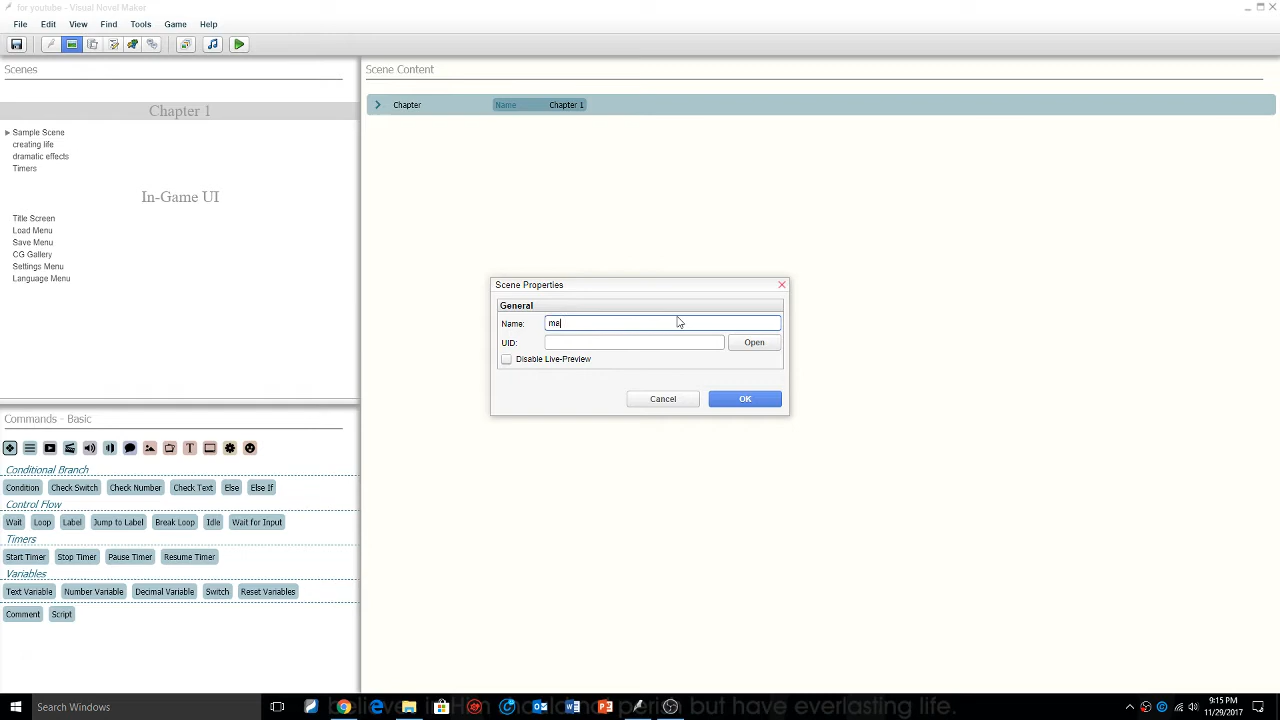 for youtube - Visual Novel Maker
File Edit View Find Tools Game Help
Scenes
Chapter 1
Sample Scene
creating life
dramatic effects
Timers
In-Game UI
Title Screen
Load Menu
Save Menu
CG Gallery
Settings Menu
Language Menu
Scene Content
Chapter Name Chapter 1
Scene Properties
General
Name: ma
UID: Open
Disable Live-Preview
Cancel OK
Commands - Basic
Conditional Branch
Condition Check Switch Check Number Check Text Else Else If
Control Flow
Wait Loop Label Jump to Label Break Loop Idle Wait for Input
Timers
Start Timer Stop Timer Pause Timer Resume Timer
Variables
Text Variable Number Variable Decimal Variable Switch Reset Variables
Comment Script
but have everlasting life.
Search Windows
9:15 PM
11/29/2017